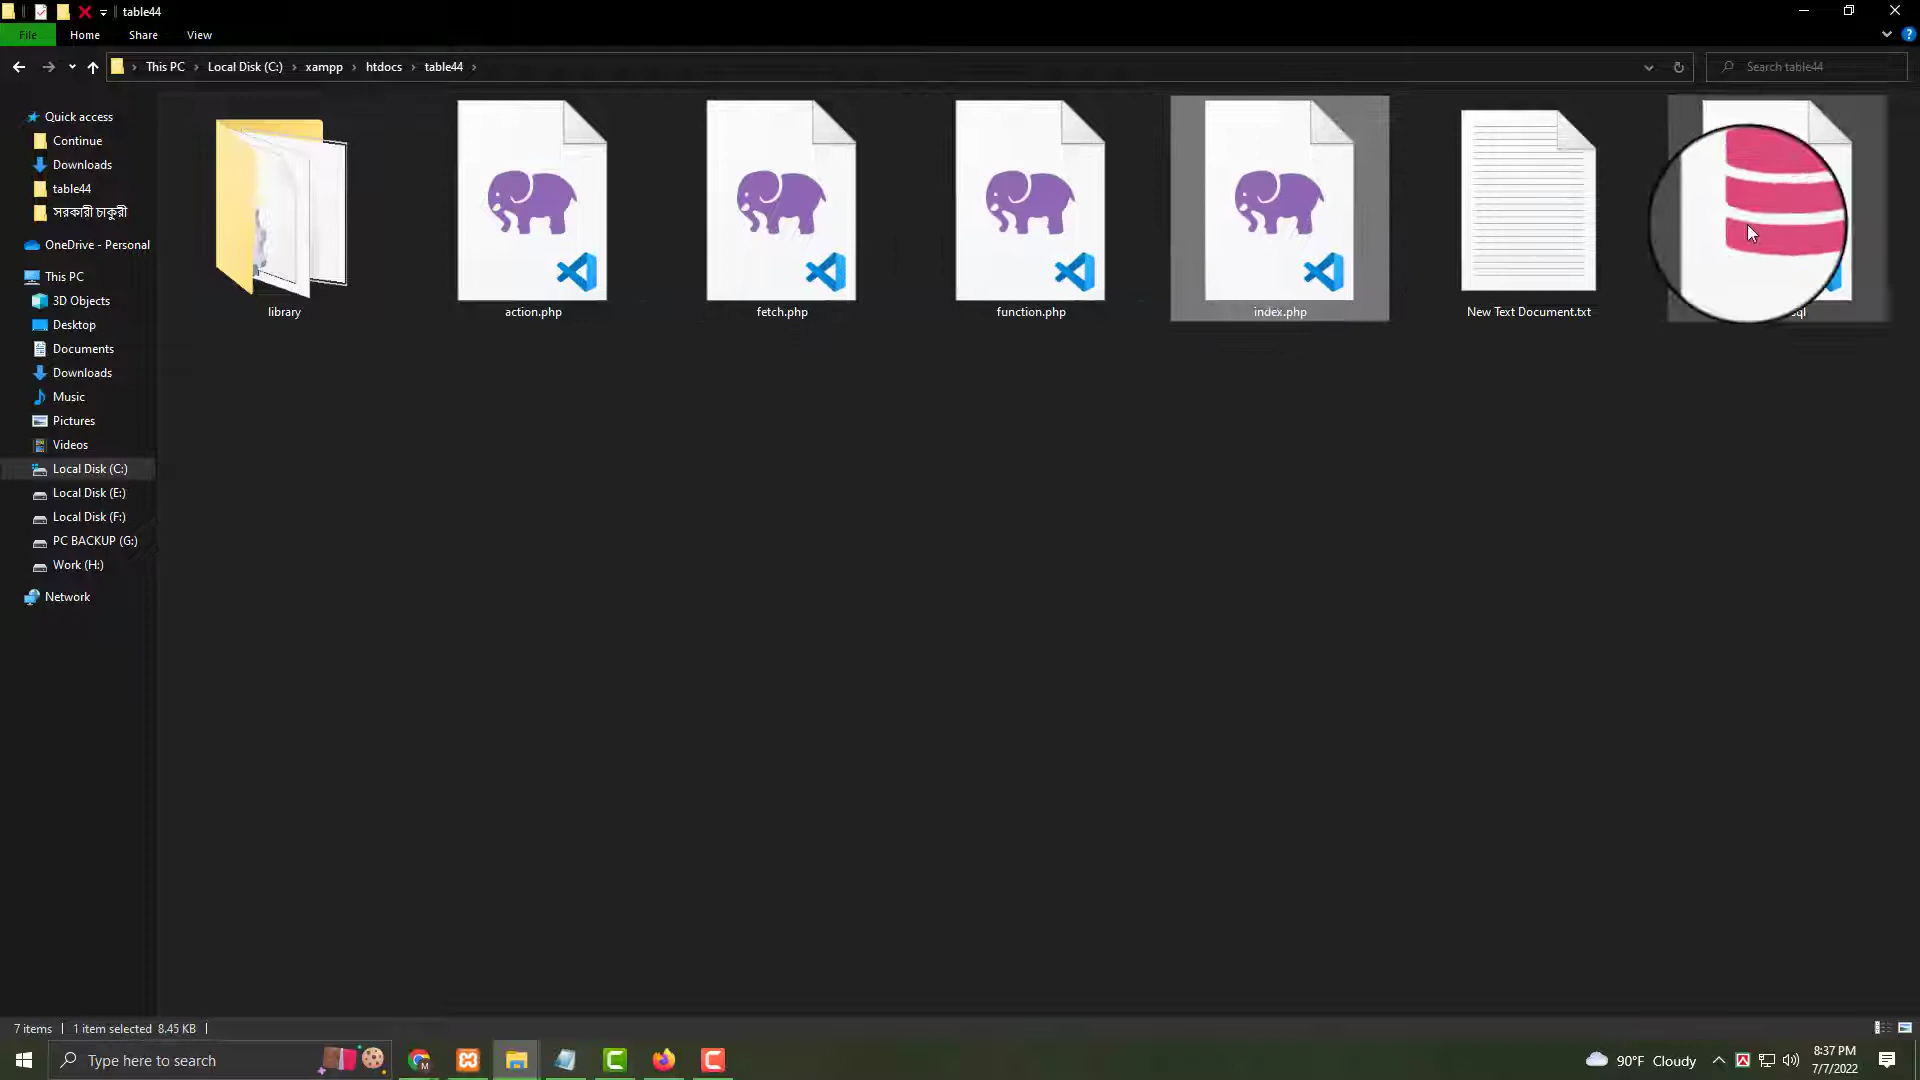 table44
File Home Share View
This PC Local Disk (C:) xampp htdocs table44
Search table44
Quick access
Continue
Downloads
table44
সরকারী চাকুরী
OneDrive - Personal
This PC
3D Objects
Desktop
Documents
Downloads
Music
Pictures
Videos
Local Disk (C:)
Local Disk (E:)
Local Disk (F:)
PC BACKUP (G:)
Work (H:)
Network
library
action.php
fetch.php
function.php
index.php
New Text Document.txt
7 items 1 item selected 8.45 KB
Type here to search
90°F Cloudy
8:37 PM
7/7/2022